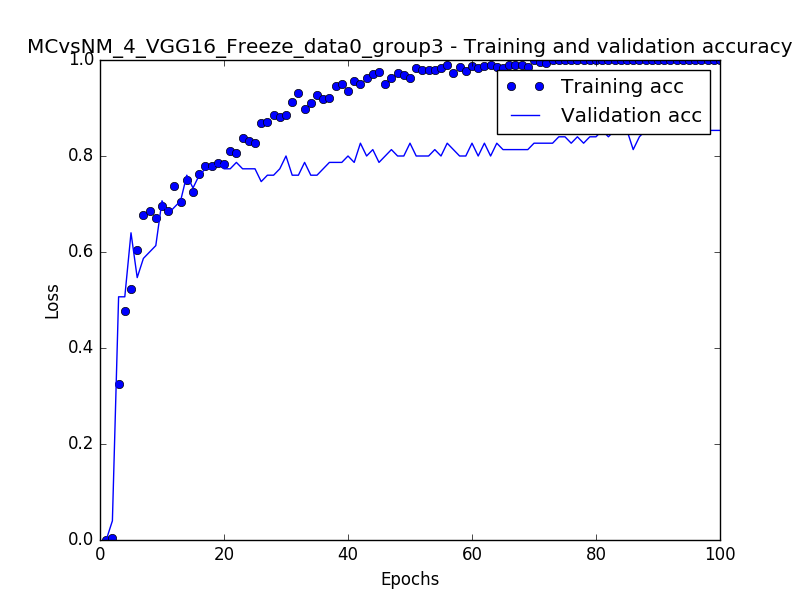 MCvsNM_4_VGG16_Freeze_data0_group3 - Training and validation accuracy
1.0
Training acc
Validation acc
0.8
0.6
Loss
0.4
0.2
0.0
0 20 40 60 80 100
Epochs